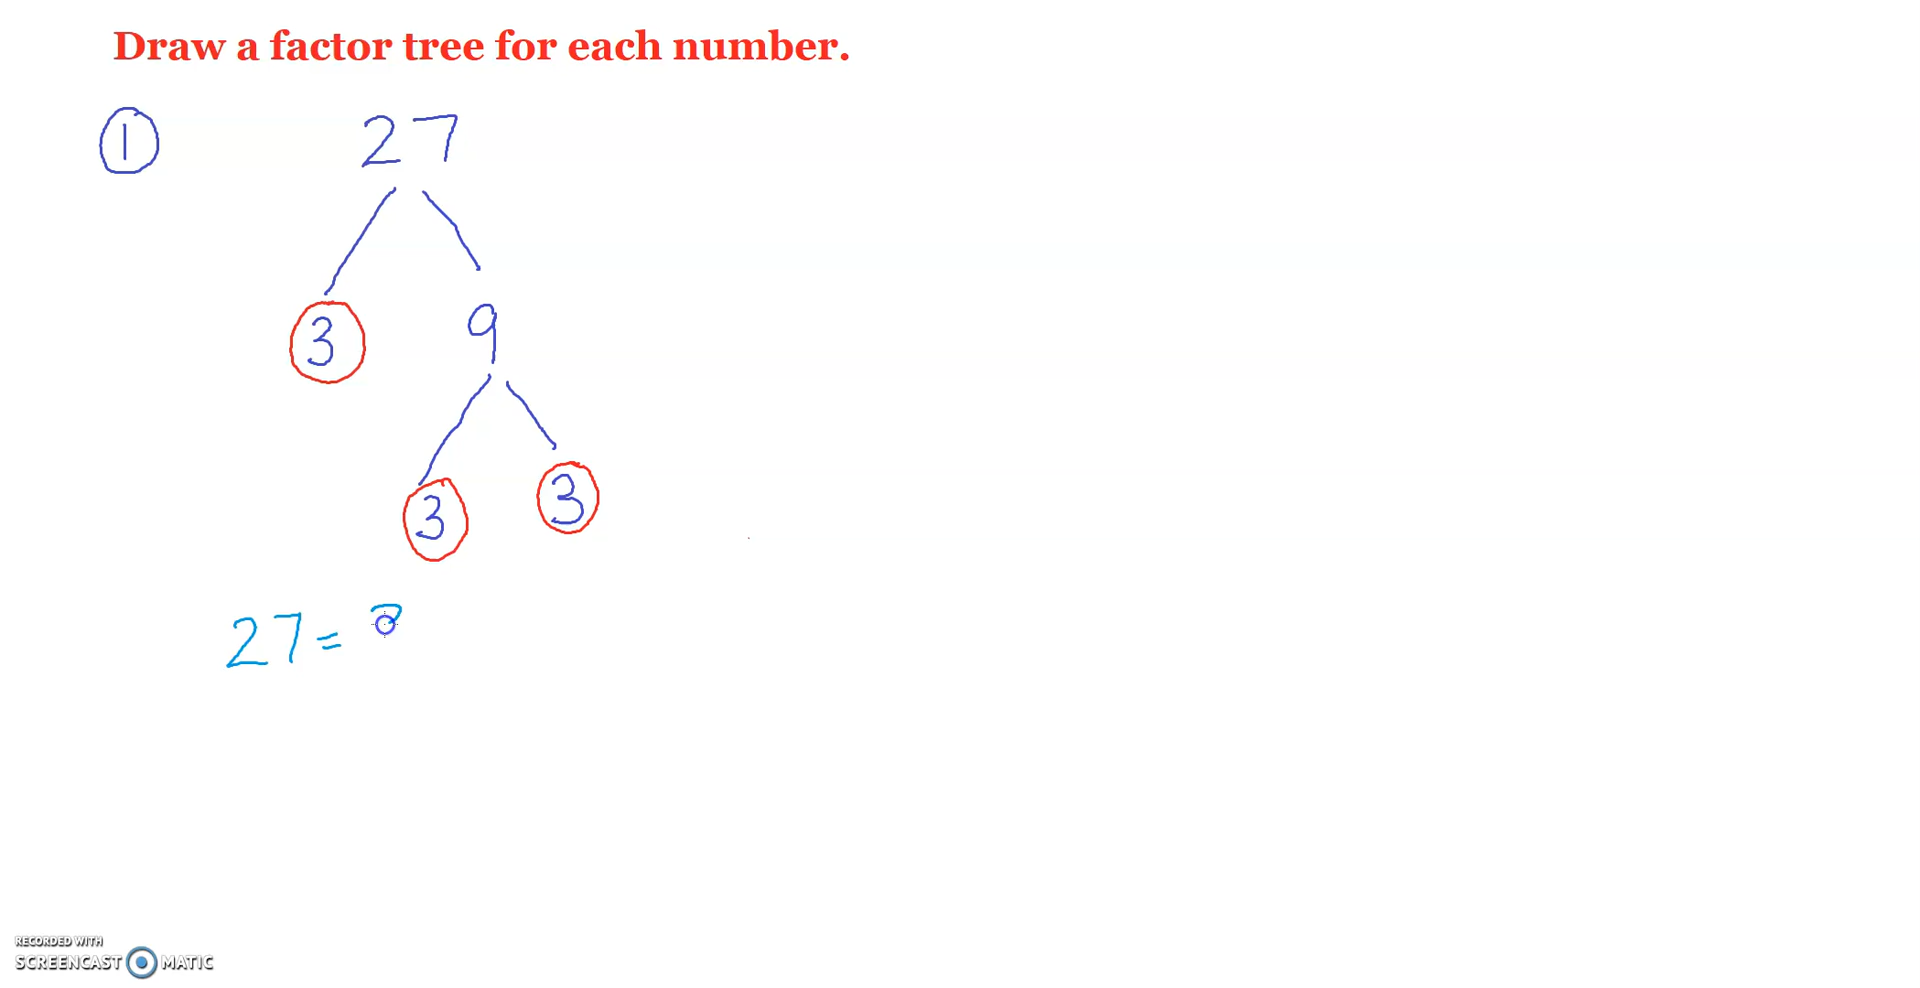 Draw a factor tree for each number.
1 27
3 9
3 3
27 =
RECORDED WITH
SCREENCAST MATIC